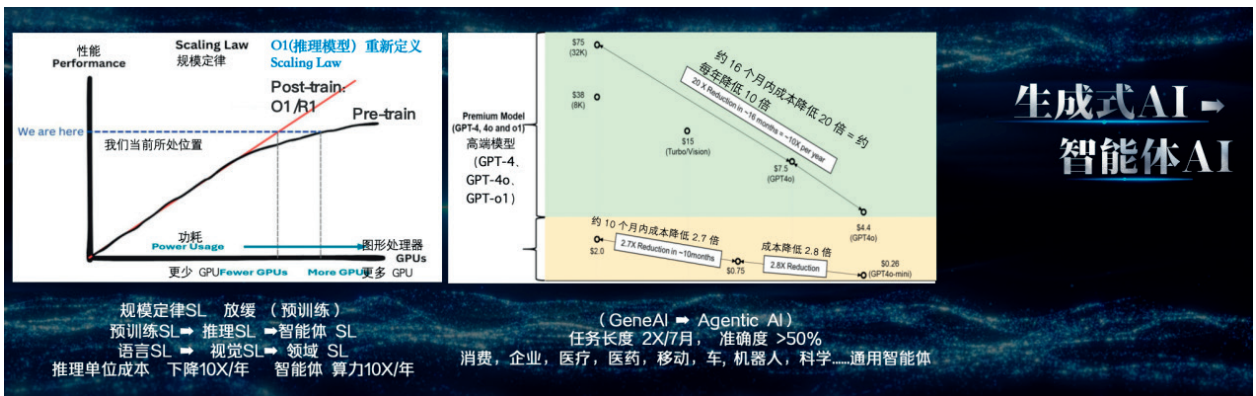 性能
Performance
Scaling Law
规模定律
O1(推理模型) 重新定义
Scaling Law
Post-train:
O1/R1
Pre-train
We are here
我们当前所处位置
功耗
Power Usage
图形处理器
GPUs
更少 GPU Fewer GPUs
More GPU 更多 GPU
规模定律SL 放缓 (预训练)
预训练SL➡ 推理SL ➡智能体 SL
语言SL➡ 视觉SL➡ 领域 SL
推理单位成本 下降10X/年 智能体 算力10X/年
Premium Model
(GPT-4, 4o and o1)
高端模型
(GPT-4、
GPT-4o、
GPT-o1)
$75
(32K)
$38
(8K)
约 16 个月内成本降低 20 倍 = 约
每年降低 10 倍
20 X Reduction in ~16 months = ~10X per year
$15
(Turbo/Vision)
$7.5
(GPT4o)
$4.4
(GPT4o)
约 10 个月内成本降低 2.7 倍
2.7X Reduction in ~10months
$2.0
$0.75
成本降低 2.8 倍
2.8X Reduction
$0.26
(GPT4o-mini)
(GeneAI ➡ Agentic AI)
任务长度 2X/7月, 准确度 >50%
消费，企业，医疗，医药，移动，车, 机器人，科学......通用智能体
生成式AI ➡
智能体AI